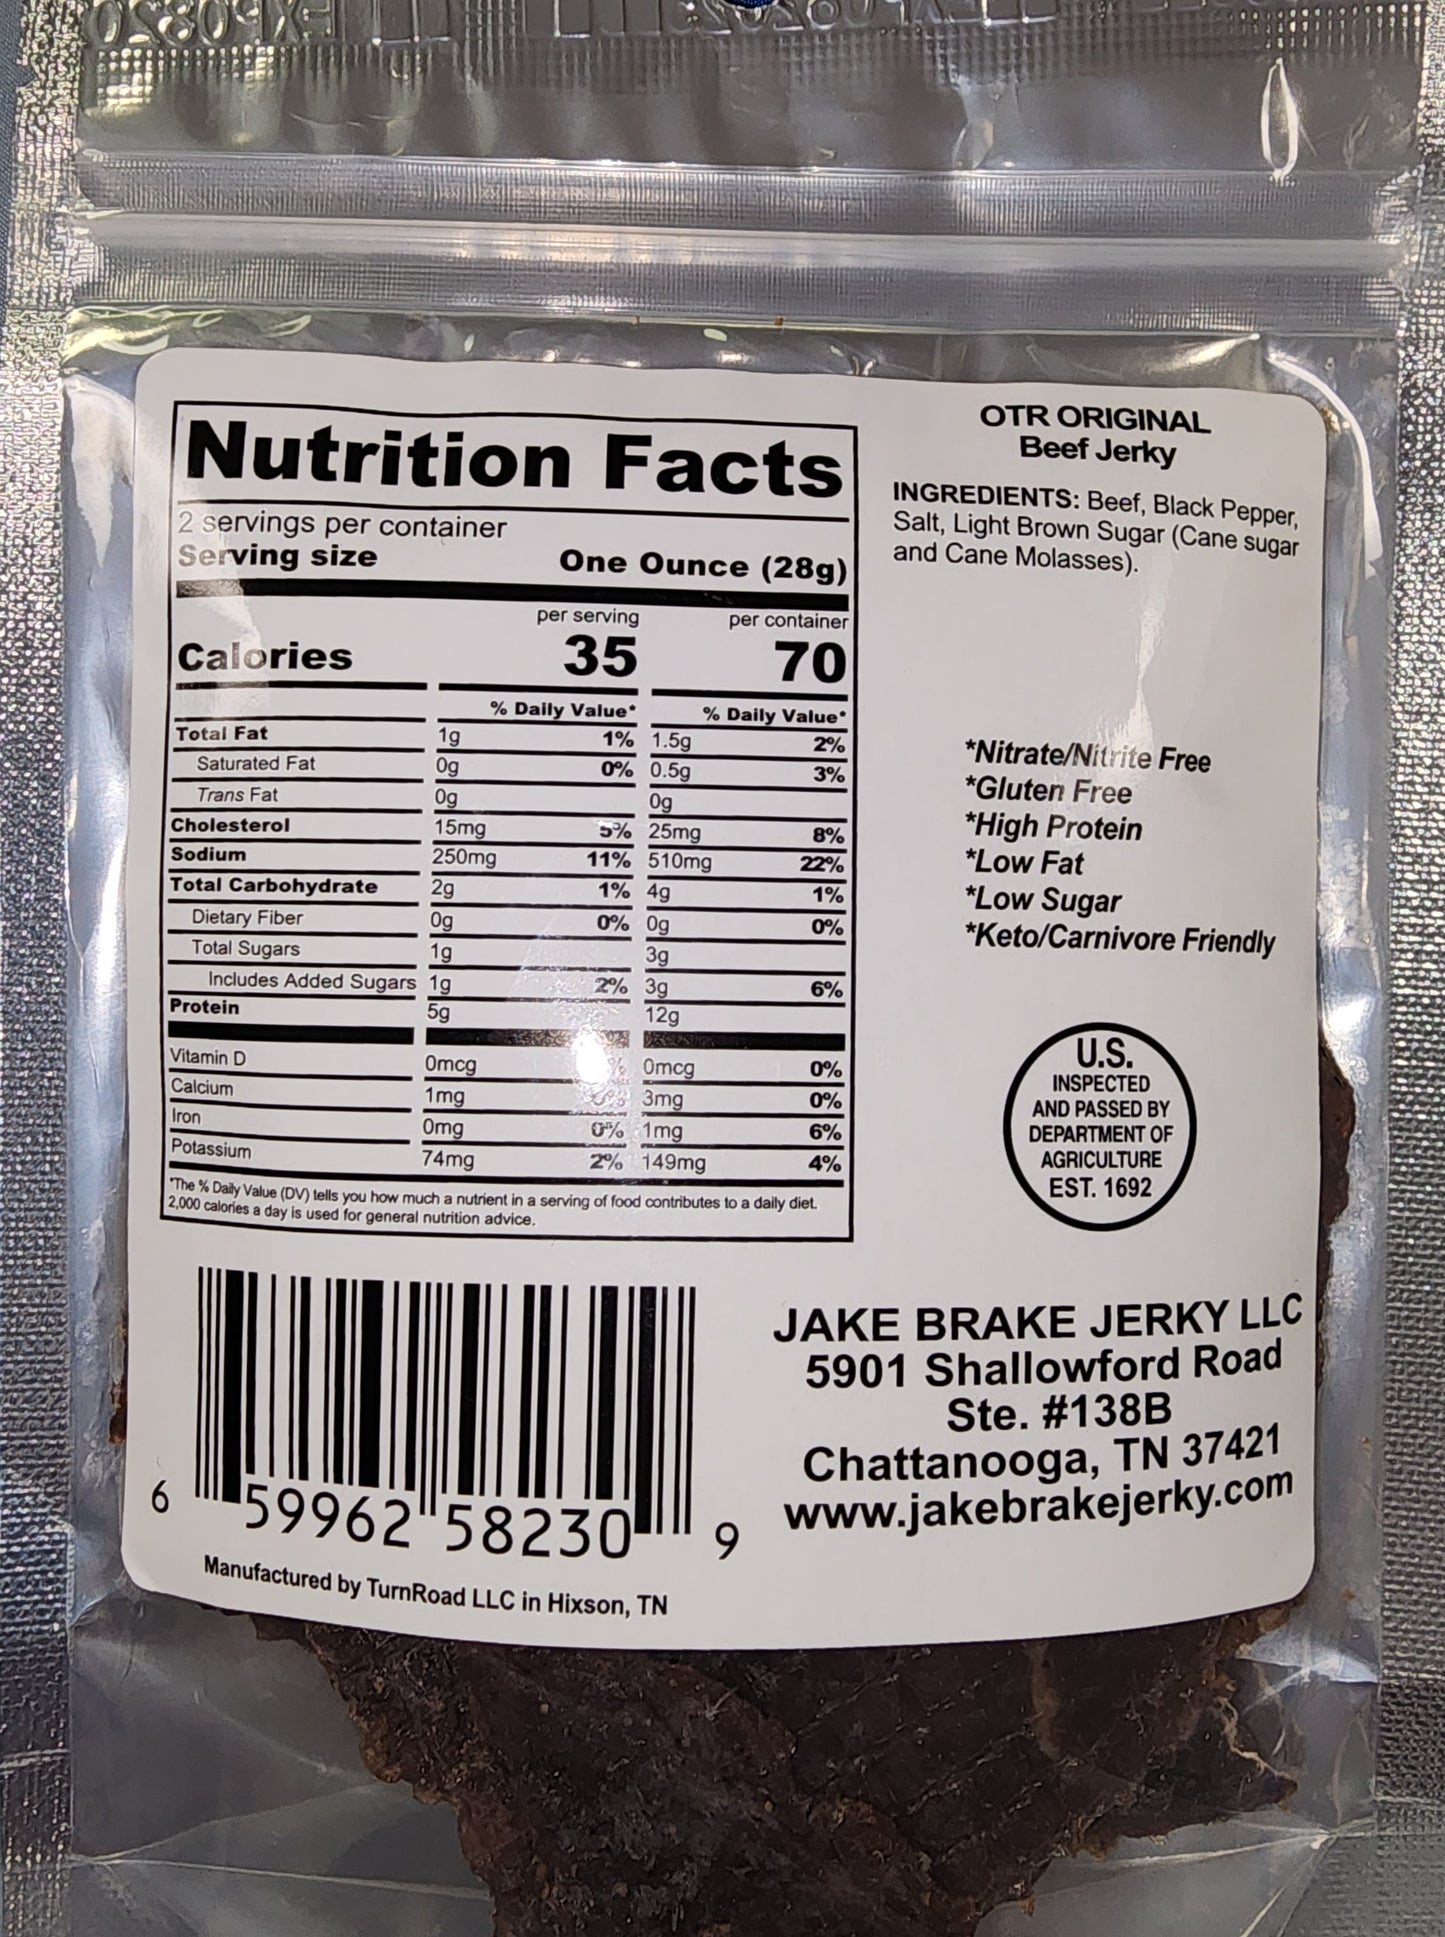 Nutrition Facts
2 servings per container
Serving size One Ounce (28g)
per serving per container
Calories 35 70
% Daily Value* % Daily Value*
Total Fat 1g 1% 1.5g 2%
Saturated Fat 0g 0% 0.5g 3%
Trans Fat 0g 0g
Cholesterol 15mg 5% 25mg 8%
Sodium 250mg 11% 510mg 22%
Total Carbohydrate 2g 1% 4g 1%
Dietary Fiber 0g 0% 0g 0%
Total Sugars 1g 3g
Includes Added Sugars 1g 2% 3g 6%
Protein 5g 12g
Vitamin D 0mcg % 0mcg 0%
Calcium 1mg 0% 3mg 0%
Iron 0mg 0% 1mg 6%
Potassium 74mg 2% 149mg 4%
*The % Daily Value (DV) tells you how much a nutrient in a serving of food contributes to a daily diet.
2,000 calories a day is used for general nutrition advice.
OTR ORIGINAL
Beef Jerky
INGREDIENTS: Beef, Black Pepper,
Salt, Light Brown Sugar (Cane sugar
and Cane Molasses).
*Nitrate/Nitrite Free
*Gluten Free
*High Protein
*Low Fat
*Low Sugar
*Keto/Carnivore Friendly
U.S.
INSPECTED
AND PASSED BY
DEPARTMENT OF
AGRICULTURE
EST. 1692
6 59962 58230 9
Manufactured by TurnRoad LLC in Hixson, TN
JAKE BRAKE JERKY LLC
5901 Shallowford Road
Ste. #138B
Chattanooga, TN 37421
www.jakebrakejerky.com